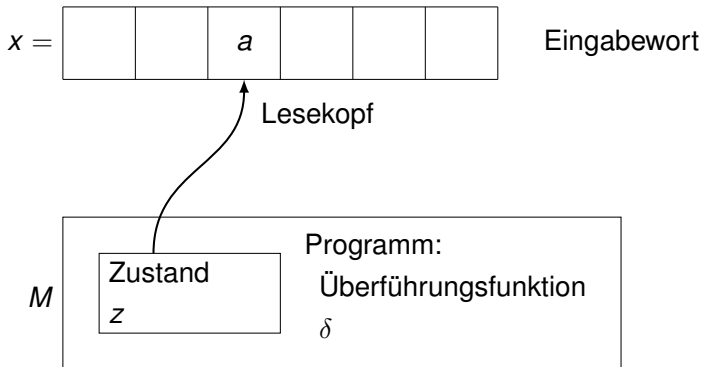 x = a Eingabewort
Lesekopf
Programm:
Zustand
Überführungsfunktion
M
z
δ